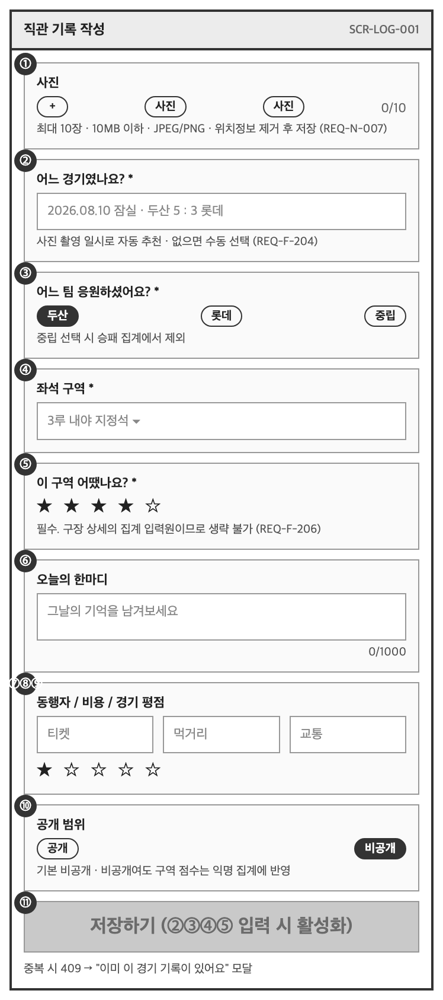 직관 기록 작성 SCR-LOG-001
①
사진
+ 사진 사진 0/10
최대 10장 · 10MB 이하 · JPEG/PNG · 위치정보 제거 후 저장 (REQ-N-007)
②
어느 경기였나요? *
2026.08.10 잠실 · 두산 5 : 3 롯데
사진 촬영 일시로 자동 추천 · 없으면 수동 선택 (REQ-F-204)
③
어느 팀 응원하셨어요? *
두산 롯데 중립
중립 선택 시 승패 집계에서 제외
④
좌석 구역 *
3루 내야 지정석
⑤
이 구역 어땠나요? *
★ ★ ★ ★ ☆
필수. 구장 상세의 집계 입력원이므로 생략 불가 (REQ-F-206)
⑥
오늘의 한마디
그날의 기억을 남겨보세요
0/1000
⑦⑧⑨
동행자 / 비용 / 경기 평점
티켓 먹거리 교통
★ ☆ ☆ ☆ ☆
⑩
공개 범위
공개 비공개
기본 비공개 · 비공개여도 구역 점수는 익명 집계에 반영
⑪
저장하기 (②③④⑤ 입력 시 활성화)
중복 시 409 → "이미 이 경기 기록이 있어요" 모달